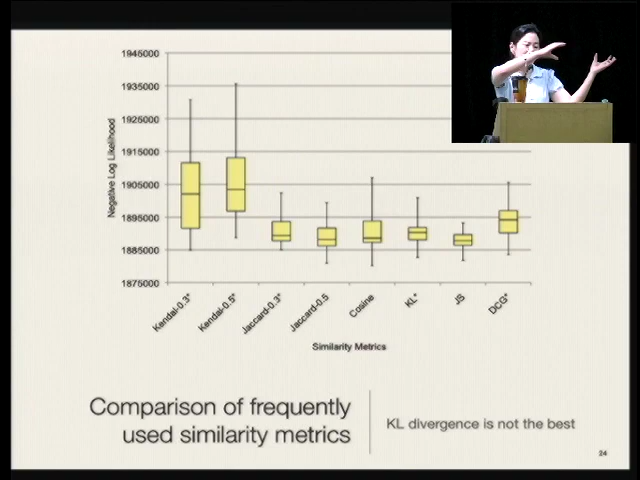 1945000
1935000
1925000
1915000
1905000
1895000
1885000
1875000
Negative Log Likelihood
Kendal-0.3*
Kendal-0.5*
Jaccard-0.3*
Jaccard-0.5
Cosine
KL*
JS
DCG*
Similarity Metrics
Comparison of frequently
used similarity metrics
KL divergence is not the best
24